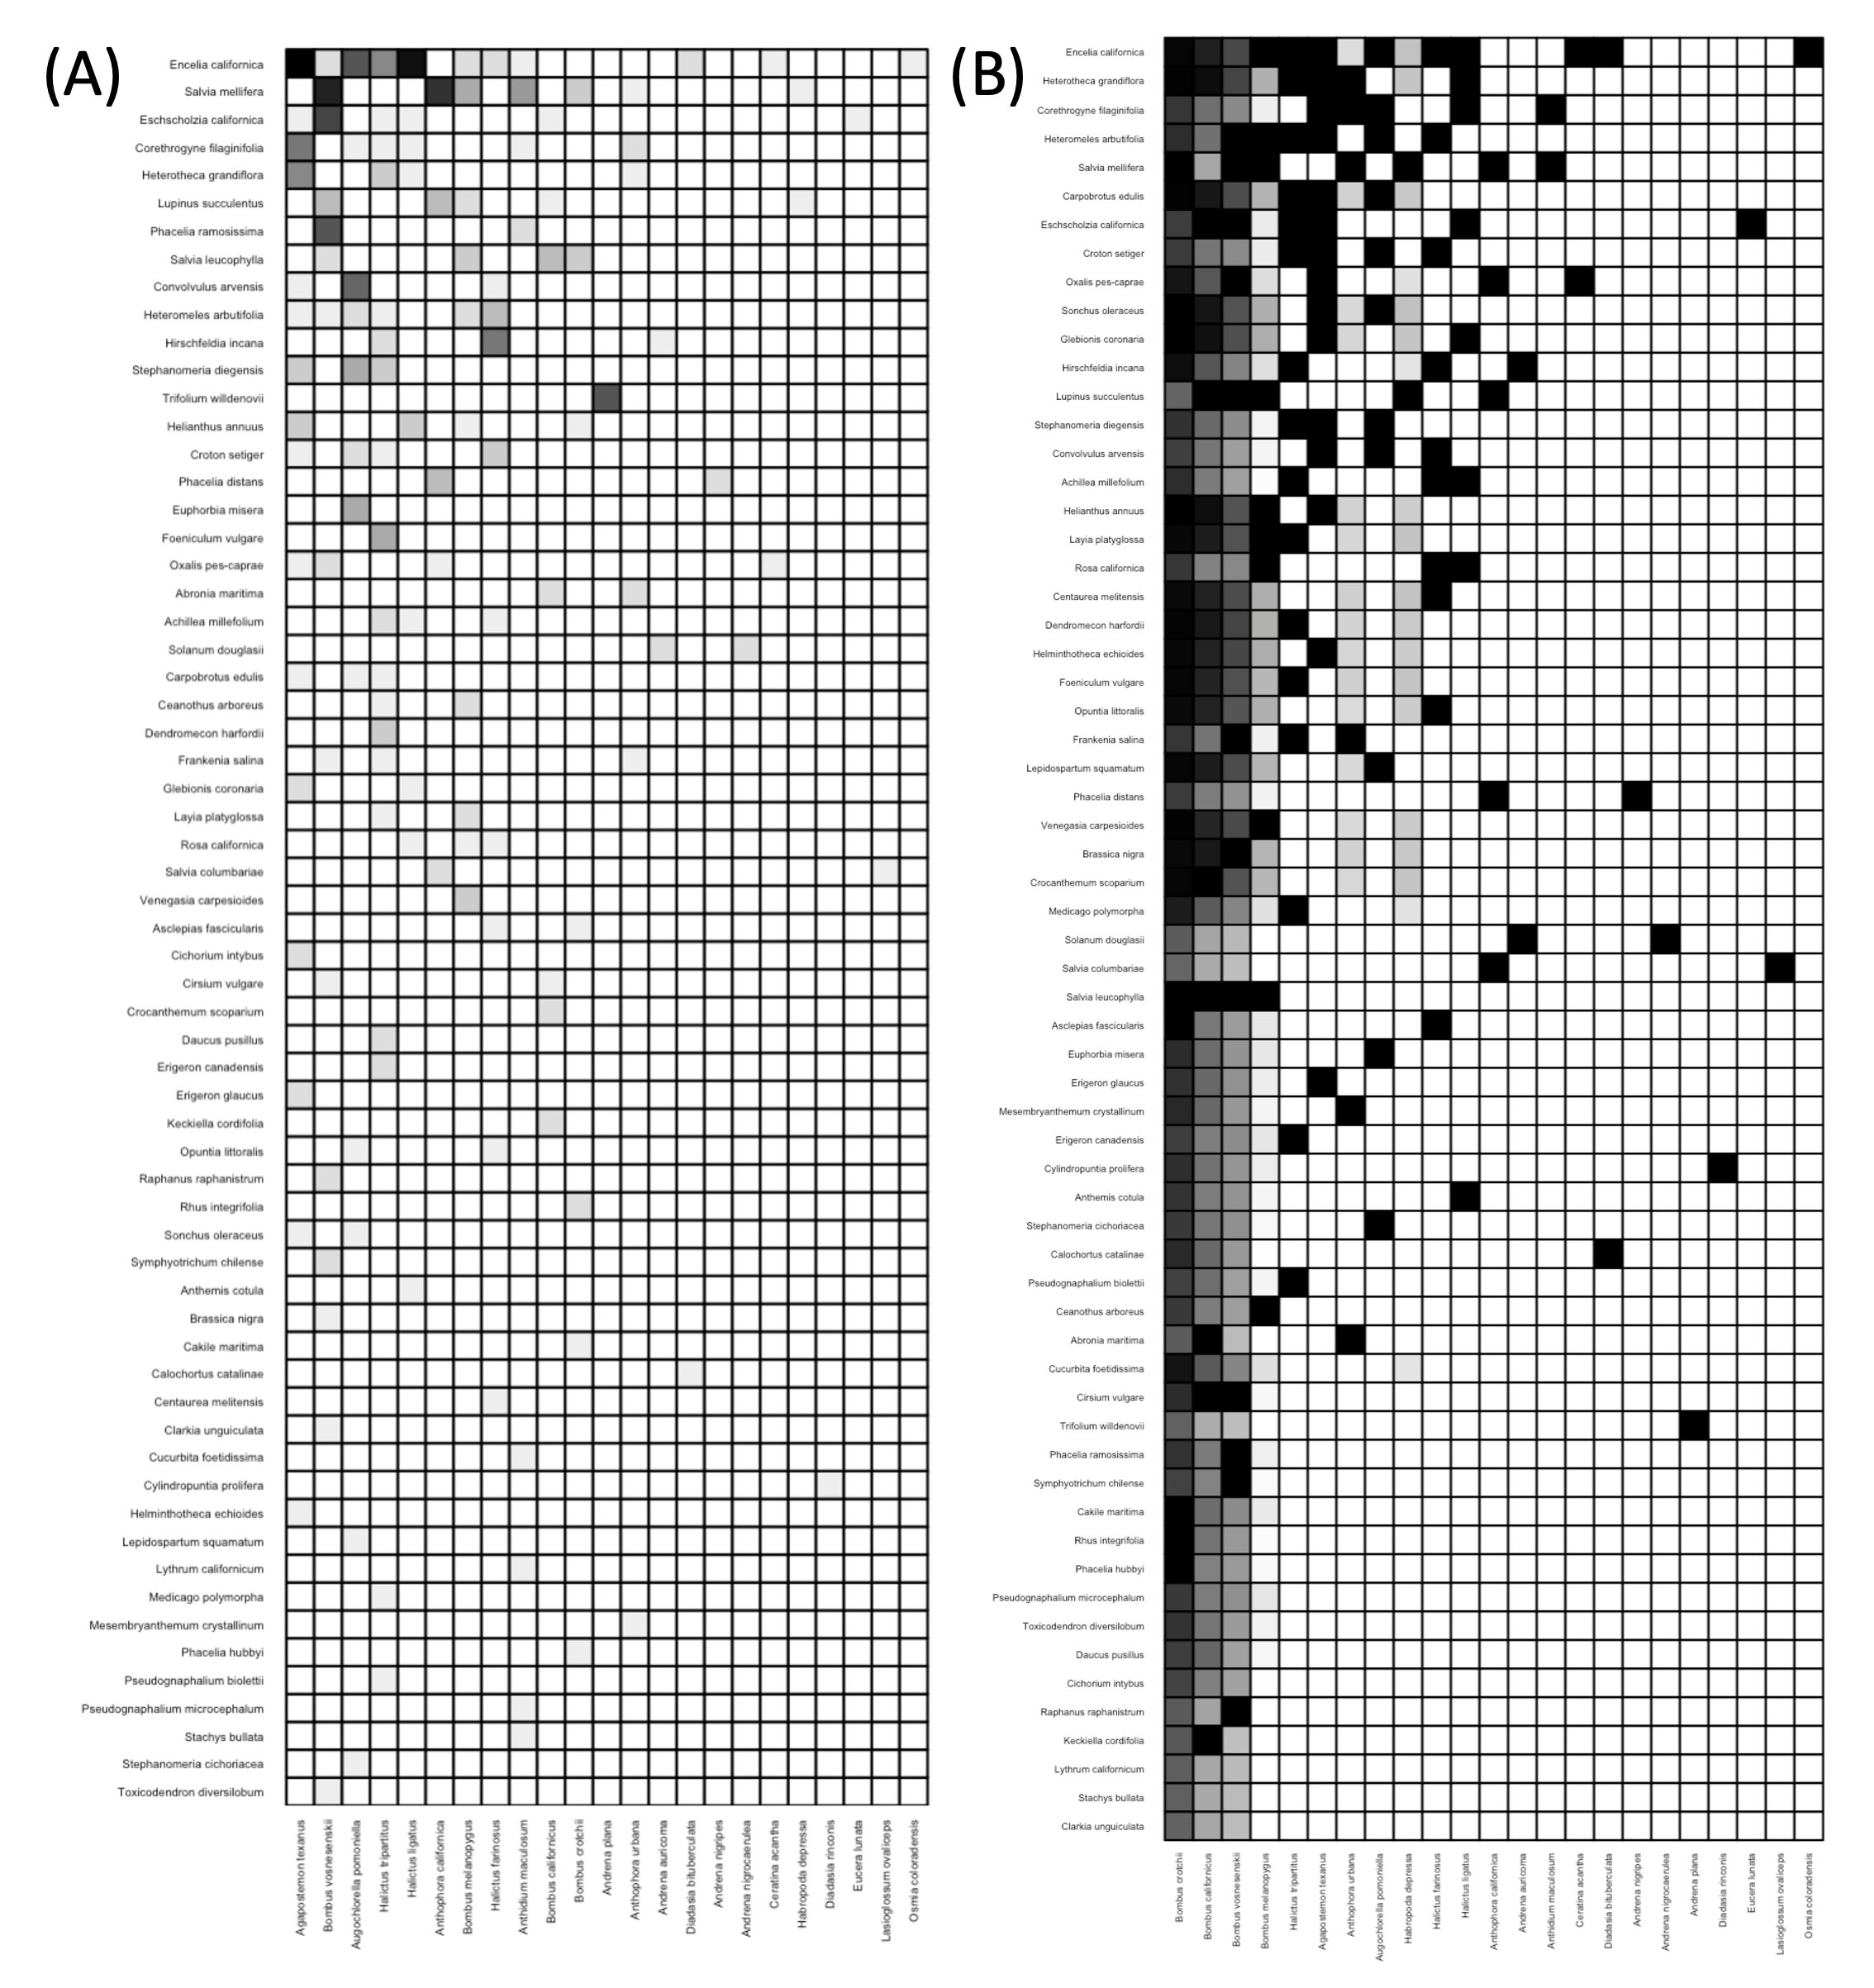 (A)
Encelia californica
Salvia mellifera
Eschscholzia californica
Corethrogyne filaginifolia
Heterotheca grandiflora
Lupinus succulentus
Phacelia ramosissima
Salvia leucophylla
Convolvulus arvensis
Heteromeles arbutifolia
Hirschfeldia incana
Stephanomeria diegensis
Trifolium willdenovii
Helianthus annuus
Croton setiger
Phacelia distans
Euphorbia misera
Foeniculum vulgare
Oxalis pes-caprae
Abronia maritima
Achillea millefolium
Solanum douglasii
Carpobrotus edulis
Ceanothus arboreus
Dendromecon harfordii
Frankenia salina
Glebionis coronaria
Layia platyglossa
Rosa californica
Salvia columbariae
Venegasia carpesioides
Asclepias fascicularis
Cichorium intybus
Cirsium vulgare
Crocanthemum scoparium
Daucus pusillus
Erigeron canadensis
Erigeron glaucus
Keckiella cordifolia
Opuntia littoralis
Raphanus raphanistrum
Rhus integrifolia
Sonchus oleraceus
Symphyotrichum chilense
Anthemis cotula
Brassica nigra
Cakile maritima
Calochortus catalinae
Centaurea melitensis
Clarkia unguiculata
Cucurbita foetidissima
Cylindropuntia prolifera
Helminthotheca echioides
Lepidospartum squamatum
Lythrum californicum
Medicago polymorpha
Mesembryanthemum crystallinum
Phacelia hubbyi
Pseudognaphalium biolettii
Pseudognaphalium microcephalum
Stachys bullata
Stephanomeria cichoriacea
Toxicodendron diversilobum
Agapostemon texanus
Bombus vosnesenskii
Augochlorella pomoniella
Halictus tripartitus
Halictus ligatus
Anthophora californica
Bombus melanopygus
Halictus farinosus
Anthidium maculosum
Bombus californicus
Bombus crotchii
Andrena plana
Anthophora urbana
Andrena auricoma
Diadasia bituberculata
Andrena nigripes
Andrena nigrocaerulea
Ceratina acantha
Habropoda depressa
Diadasia rinconis
Eucera lunata
Lasioglossum ovaliceps
Osmia coloradensis
(B)
Encelia californica
Heterotheca grandiflora
Corethrogyne filaginifolia
Heteromeles arbutifolia
Salvia mellifera
Carpobrotus edulis
Eschscholzia californica
Croton setiger
Oxalis pes-caprae
Sonchus oleraceus
Glebionis coronaria
Hirschfeldia incana
Lupinus succulentus
Stephanomeria diegensis
Convolvulus arvensis
Achillea millefolium
Helianthus annuus
Layia platyglossa
Rosa californica
Centaurea melitensis
Dendromecon harfordii
Helminthotheca echioides
Foeniculum vulgare
Opuntia littoralis
Frankenia salina
Lepidospartum squamatum
Phacelia distans
Venegasia carpesioides
Brassica nigra
Crocanthemum scoparium
Medicago polymorpha
Solanum douglasii
Salvia columbariae
Salvia leucophylla
Asclepias fascicularis
Euphorbia misera
Erigeron glaucus
Mesembryanthemum crystallinum
Erigeron canadensis
Cylindropuntia prolifera
Anthemis cotula
Stephanomeria cichoriacea
Calochortus catalinae
Pseudognaphalium biolettii
Ceanothus arboreus
Abronia maritima
Cucurbita foetidissima
Cirsium vulgare
Trifolium willdenovii
Phacelia ramosissima
Symphyotrichum chilense
Cakile maritima
Rhus integrifolia
Phacelia hubbyi
Pseudognaphalium microcephalum
Toxicodendron diversilobum
Daucus pusillus
Cichorium intybus
Raphanus raphanistrum
Keckiella cordifolia
Lythrum californicum
Stachys bullata
Clarkia unguiculata
Bombus crotchii
Bombus californicus
Bombus vosnesenskii
Bombus melanopygus
Halictus tripartitus
Agapostemon texanus
Anthophora urbana
Augochlorella pomoniella
Habropoda depressa
Halictus farinosus
Halictus ligatus
Anthophora californica
Andrena auricoma
Anthidium maculosum
Ceratina acantha
Diadasia bituberculata
Andrena nigripes
Andrena nigrocaerulea
Andrena plana
Diadasia rinconis
Eucera lunata
Lasioglossum ovaliceps
Osmia coloradensis